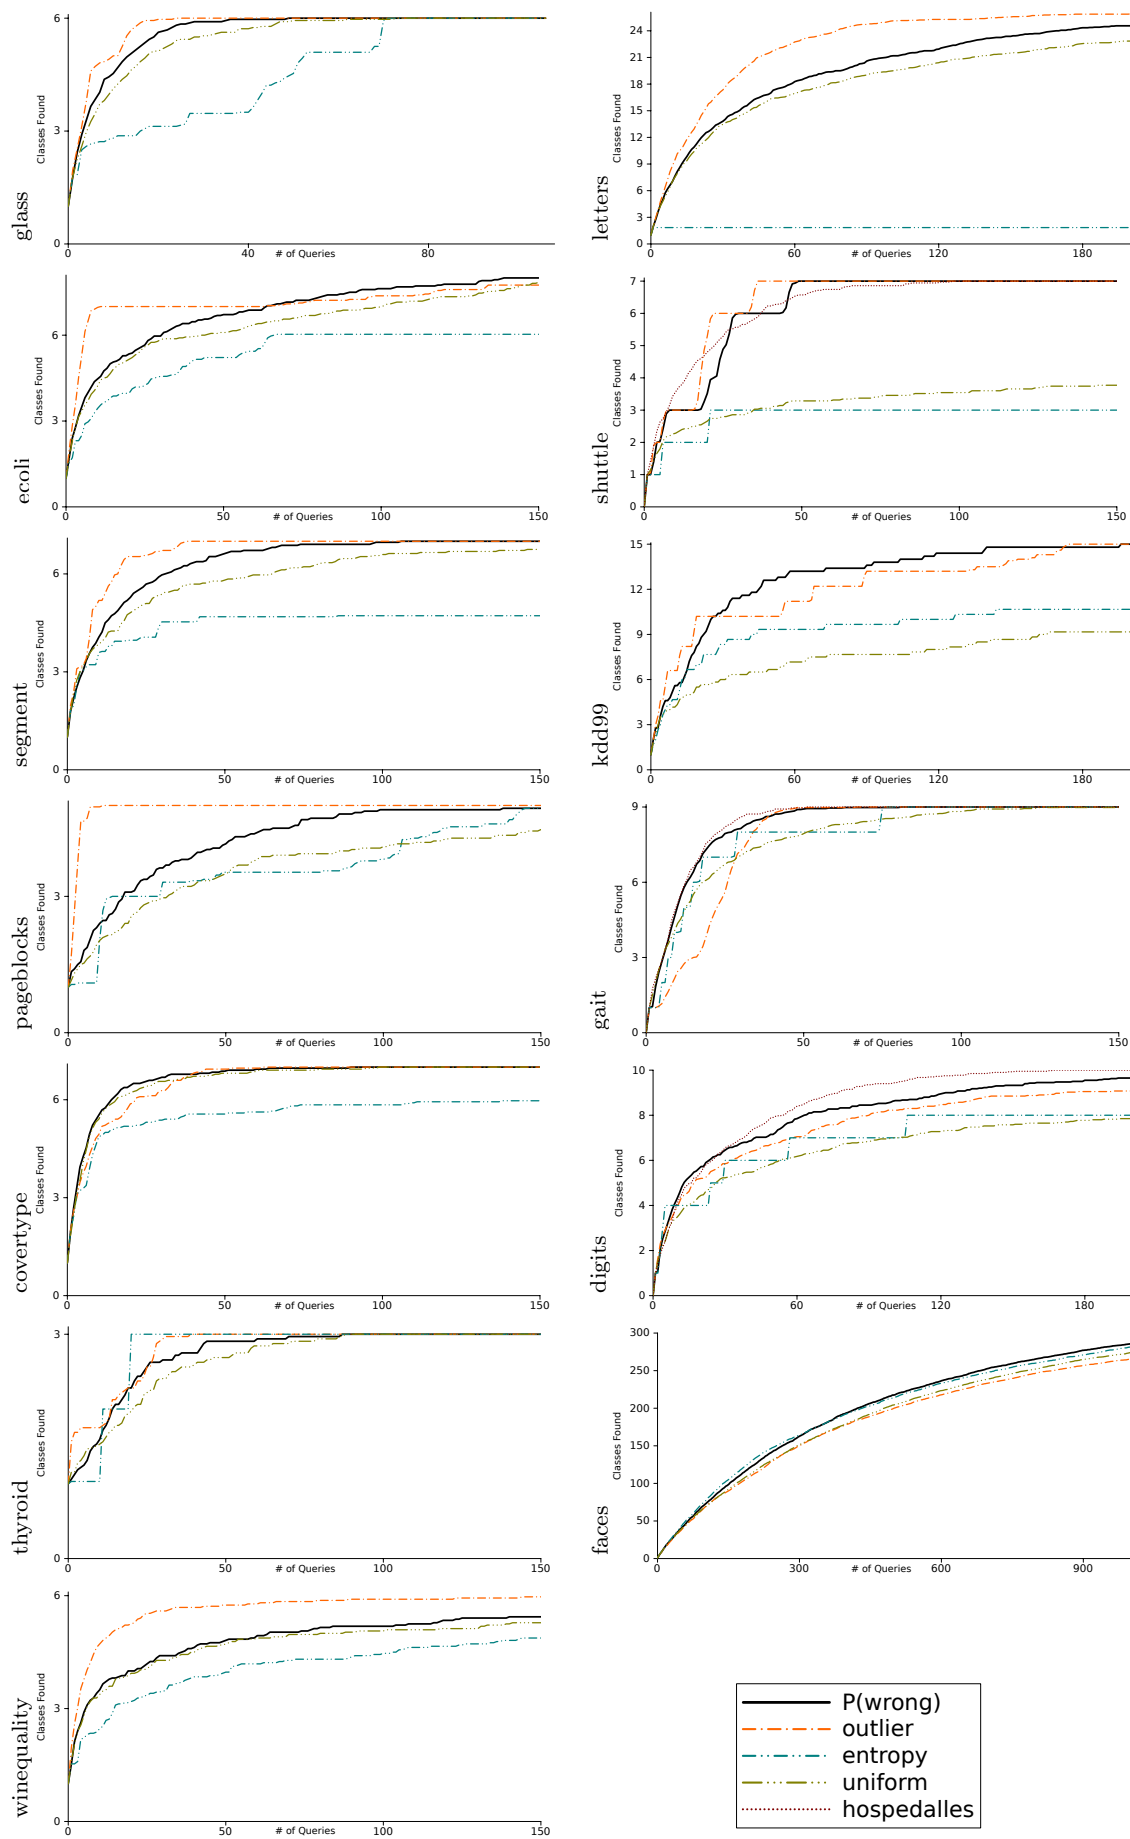 glass
Classes Found
6
3
0
0
40
80
# of Queries
letters
Classes Found
24
21
18
15
12
9
6
3
0
0
60
120
180
# of Queries
ecoli
Classes Found
6
3
0
0
50
100
150
# of Queries
shuttle
Classes Found
7
6
5
4
3
2
1
0
0
50
100
150
# of Queries
segment
Classes Found
6
3
0
0
50
100
150
# of Queries
kdd99
Classes Found
15
12
9
6
3
0
0
60
120
180
# of Queries
pageblocks
Classes Found
3
0
0
50
100
150
# of Queries
gait
Classes Found
9
6
3
0
0
50
100
150
# of Queries
covertype
Classes Found
6
3
0
0
50
100
150
# of Queries
digits
Classes Found
10
8
6
4
2
0
0
60
120
180
# of Queries
thyroid
Classes Found
3
0
0
50
100
150
# of Queries
faces
Classes Found
300
250
200
150
100
50
0
0
300
600
900
# of Queries
winequality
Classes Found
6
3
0
0
50
100
150
# of Queries
P(wrong)
outlier
entropy
uniform
hospedalles